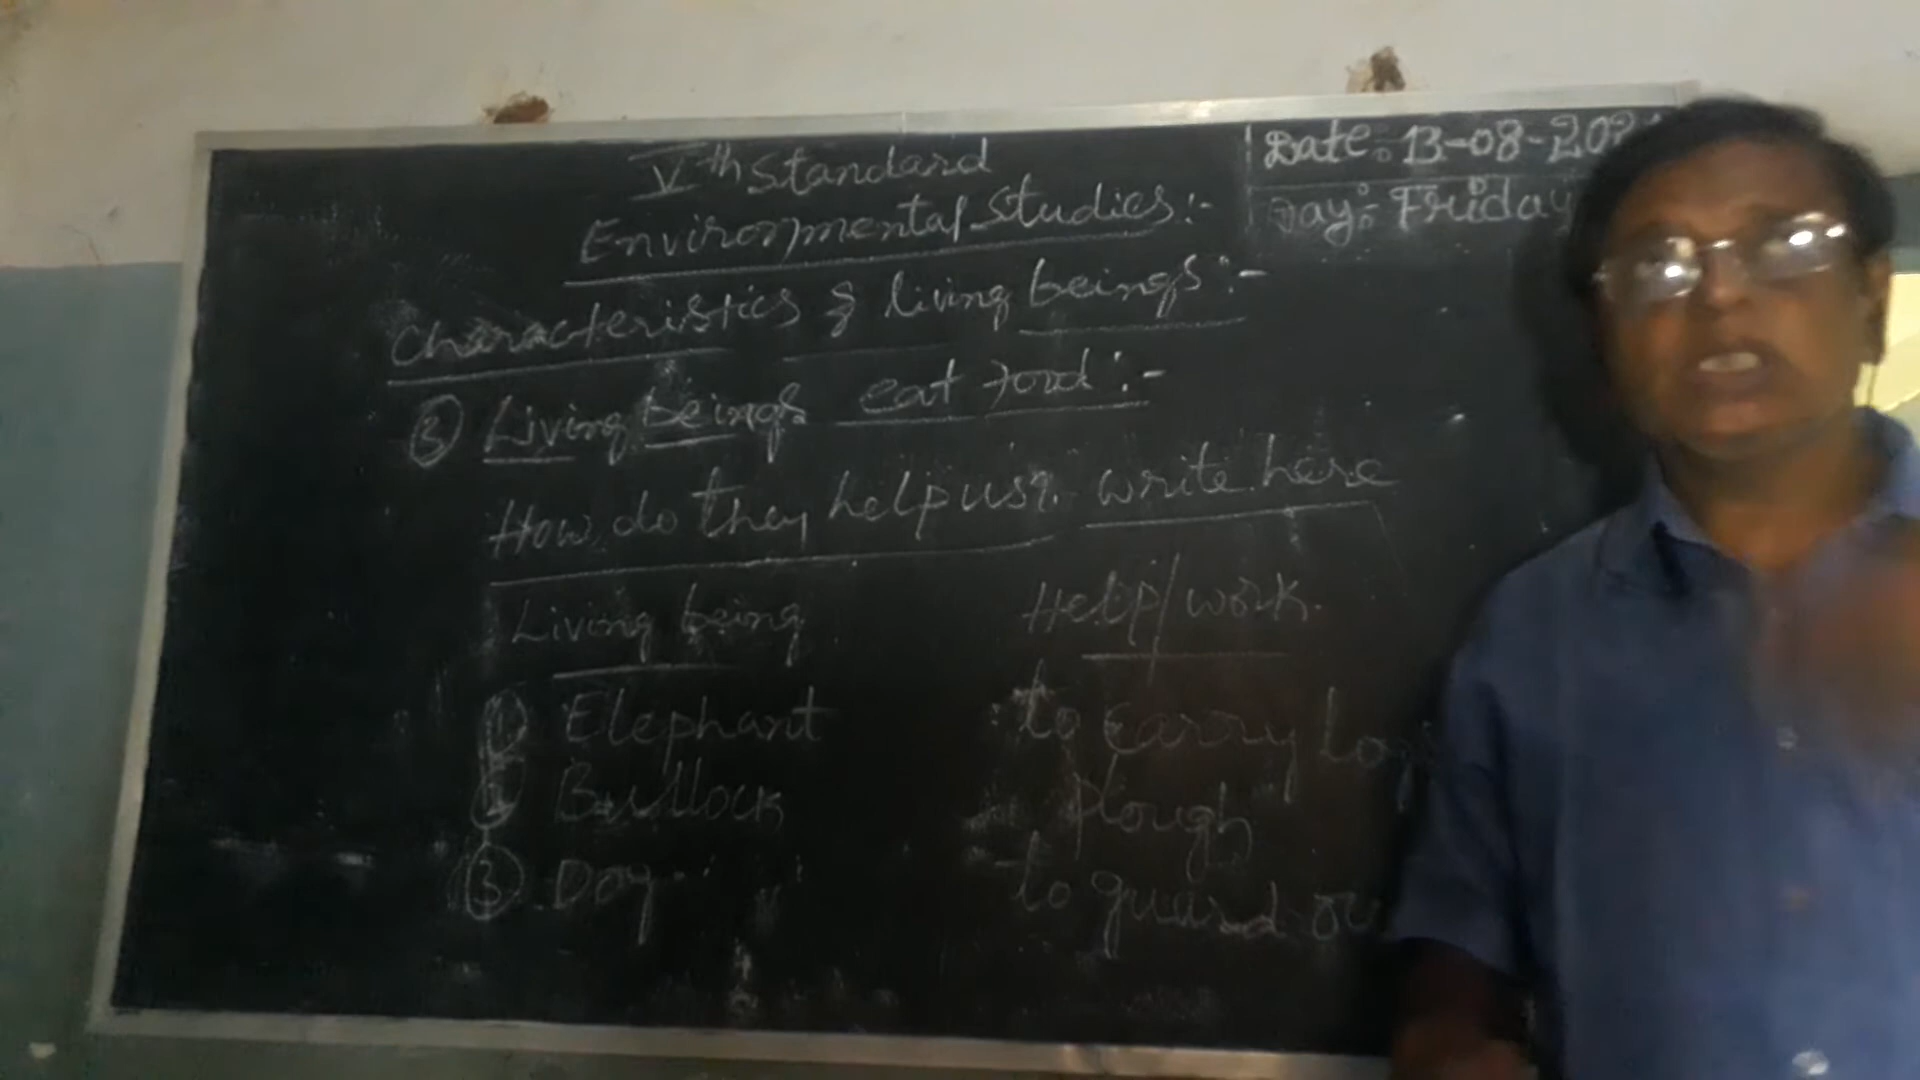 Vth Standard
Environmental Studies:-
Date: 13-08-202
Day: Friday
Characteristics of living beings:-
③ Living beings eat food:-
How do they help us? write here
Living being Help/work.
① Elephant to carry
② Bullock Plough
③ Dog to guard